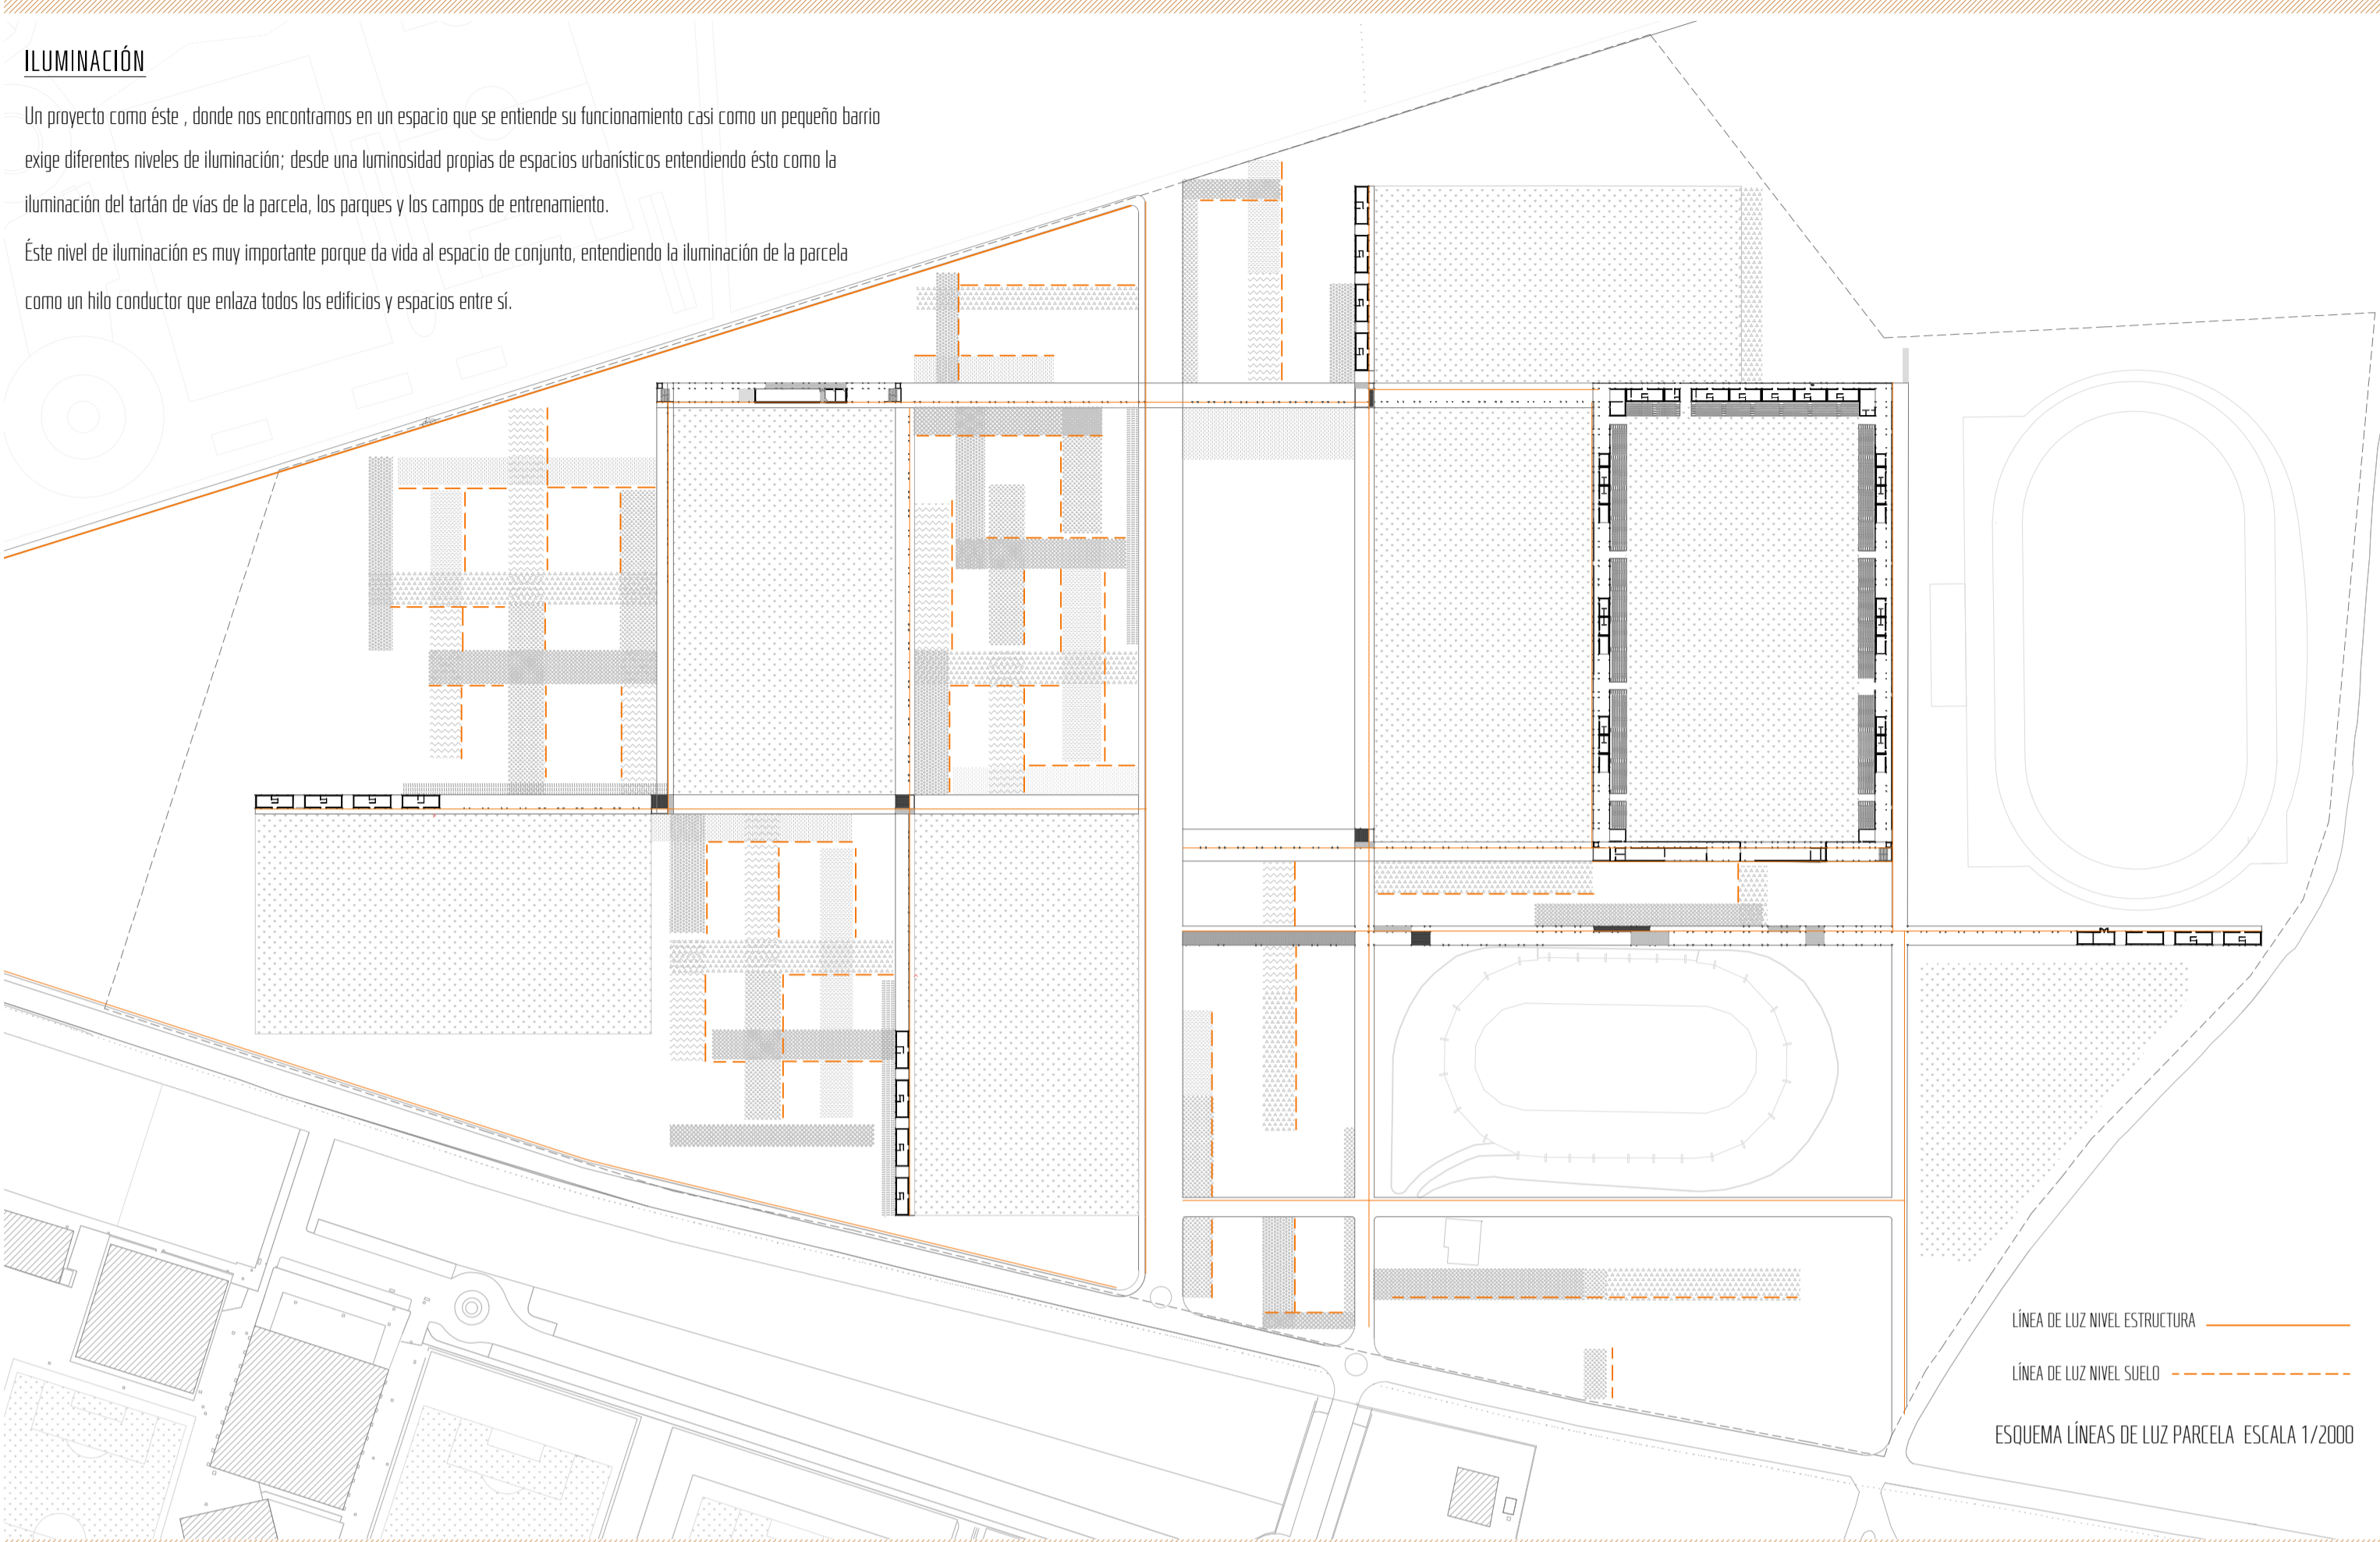 ILUMINACIÓN
Un proyecto como éste , donde nos encontramos en un espacio que se entiende su funcionamiento casi como un pequeño barrio
exige diferentes niveles de iluminación; desde una luminosidad propias de espacios urbanísticos entendiendo ésto como la
iluminación del tartán de vías de la parcela, los parques y los campos de entrenamiento.
Éste nivel de iluminación es muy importante porque da vida al espacio de conjunto, entendiendo la iluminación de la parcela
como un hilo conductor que enlaza todos los edificios y espacios entre sí.
LÍNEA DE LUZ NIVEL ESTRUCTURA
LÍNEA DE LUZ NIVEL SUELO
ESQUEMA LÍNEAS DE LUZ PARCELA ESCALA 1/2000